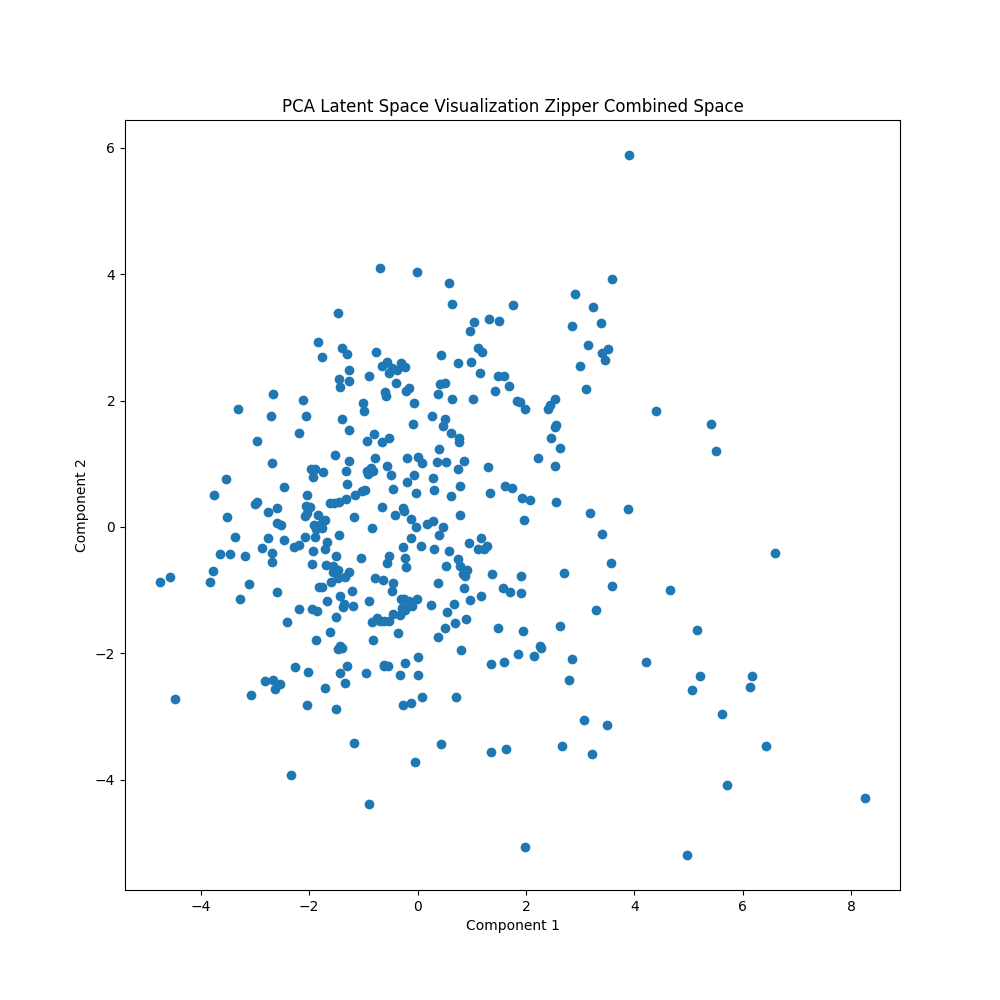 PCA Latent Space Visualization Zipper Combined Space
6
4
2
0
−2
−4
Component 2
−4 −2 0 2 4 6 8
Component 1